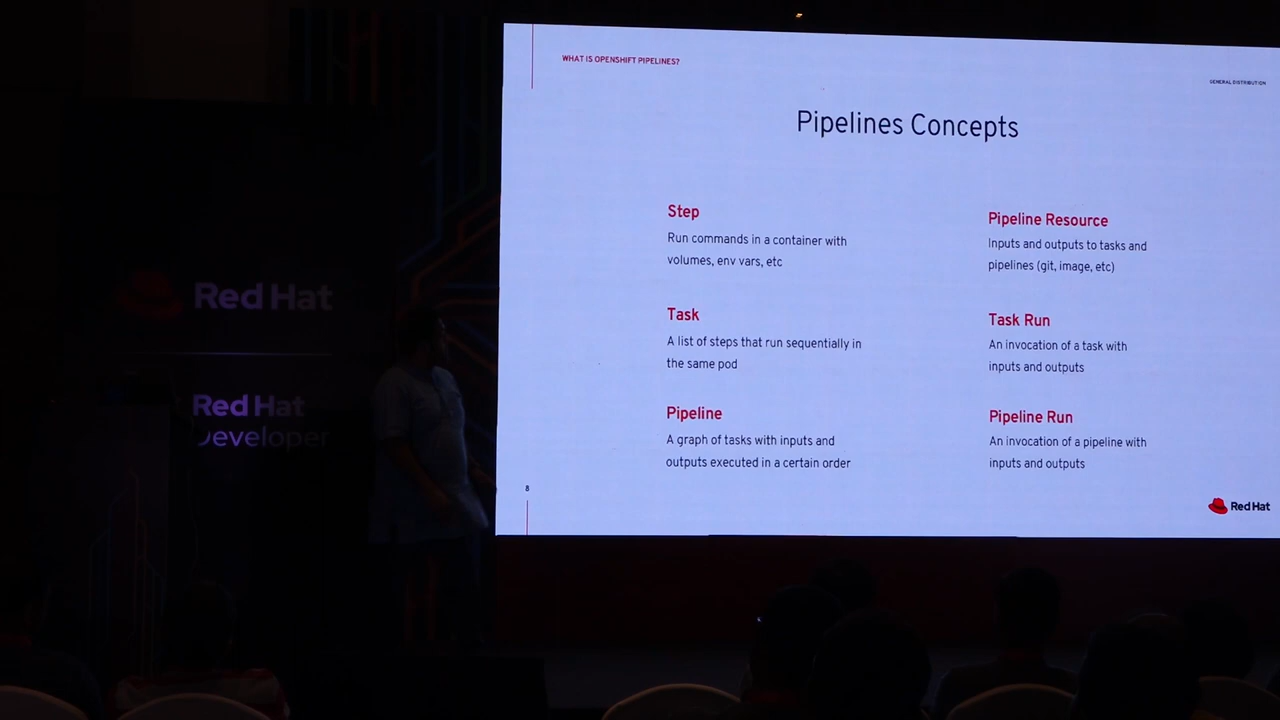 WHAT IS OPENSHIFT PIPELINES?
GENERAL DISTRIBUTION
Pipelines Concepts
Step
Run commands in a container with
volumes, env vars, etc
Task
A list of steps that run sequentially in
the same pod
Pipeline
A graph of tasks with inputs and
outputs executed in a certain order
Pipeline Resource
Inputs and outputs to tasks and
pipelines (git, image, etc)
Task Run
An invocation of a task with
inputs and outputs
Pipeline Run
An invocation of a pipeline with
inputs and outputs
8
Red Hat
Red Hat
Red Hat
Developer